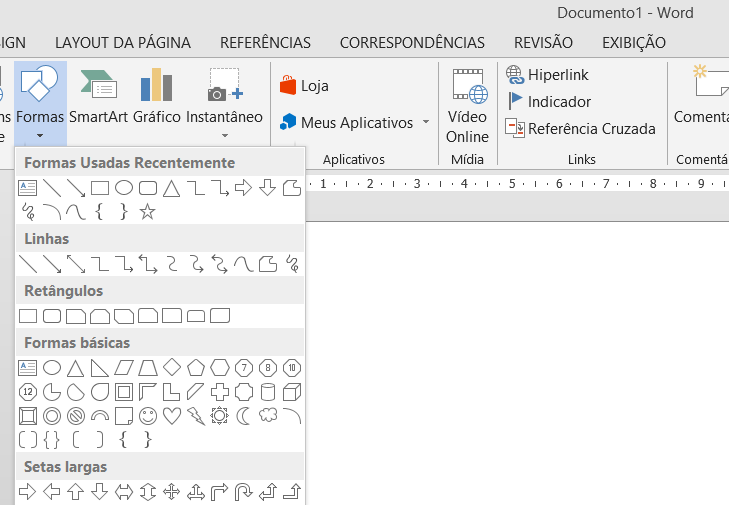 Documento1 - Word
SIGN LAYOUT DA PÁGINA REFERÊNCIAS CORRESPONDÊNCIAS REVISÃO EXIBIÇÃO
Formas SmartArt Gráfico Instantâneo
Loja
Meus Aplicativos
Aplicativos
Vídeo
Online
Mídia
Hiperlink
Indicador
Referência Cruzada
Links
Comentá
Comentá
Formas Usadas Recentemente
1 2 3 4 5 6 7 8 9
Linhas
Retângulos
Formas básicas
7 8 10
12
Setas largas